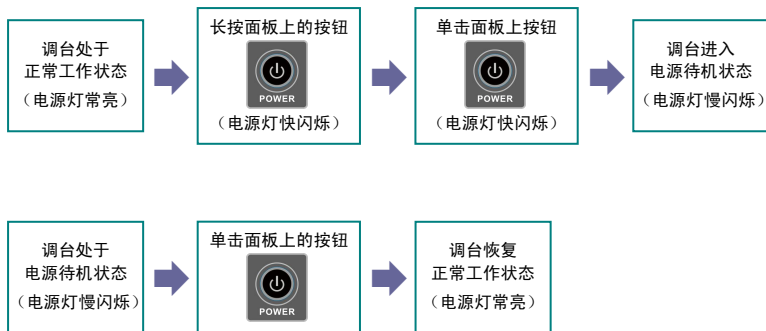 调台处于
正常工作状态
（电源灯常亮）
长按面板上的按钮
POWER
（电源灯快闪烁）
单击面板上按钮
POWER
（电源灯快闪烁）
调台进入
电源待机状态
（电源灯慢闪烁）
调台处于
电源待机状态
（电源灯慢闪烁）
单击面板上的按钮
POWER
调台恢复
正常工作状态
（电源灯常亮）